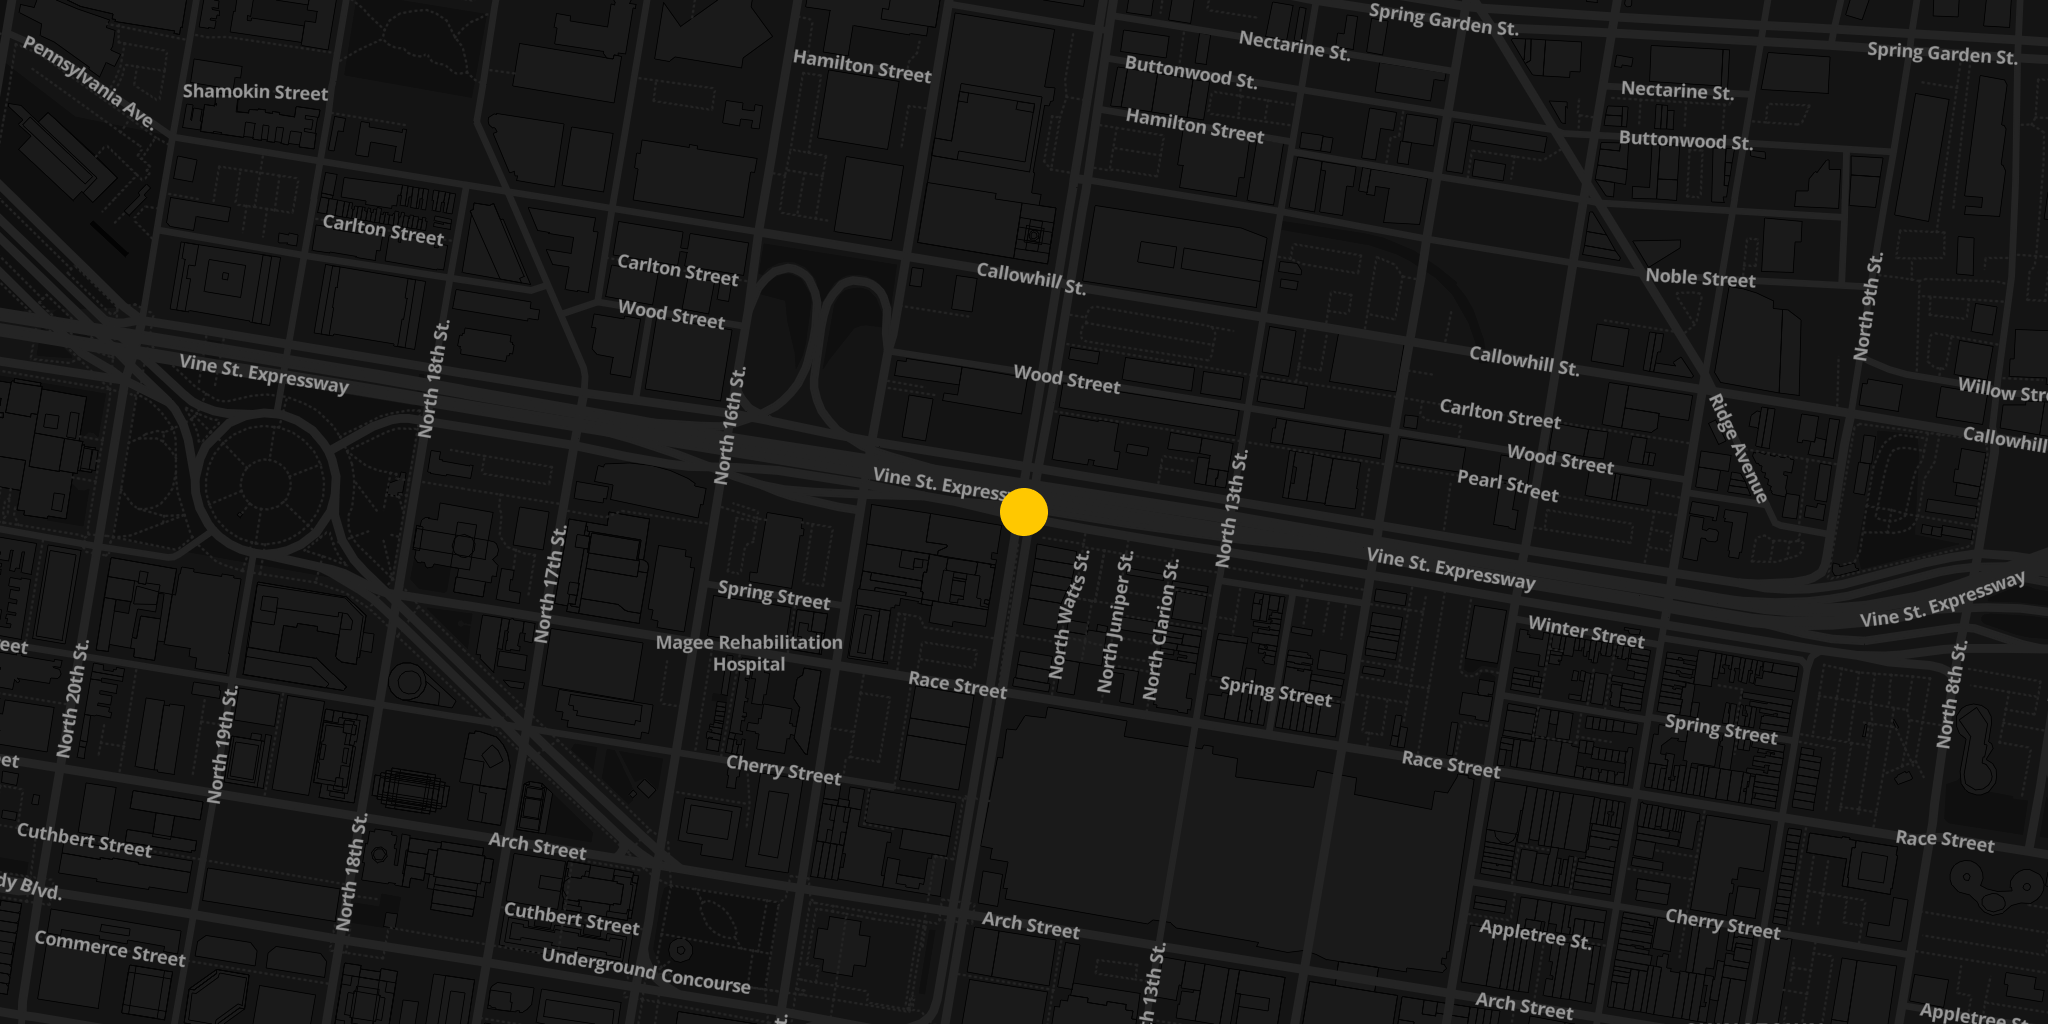 Spring Garden St.
Nectarine St.
Spring Garden St.
Pennsylvania Ave.
Hamilton Street
Buttonwood St.
Shamokin Street
Nectarine St.
Hamilton Street
Buttonwood St.
Carlton Street
Carlton Street
Callowhill St.
Noble Street
North 9th St.
Wood Street
North 18th St.
Vine St. Expressway
Wood Street
Callowhill St.
Willow Stre
North 16th St.
Carlton Street
Ridge Avenue
Callowhill
Wood Street
Pearl Street
Vine St. Express
North 13th St.
North 17th St.
Vine St. Expressway
Vine St. Expressway
Spring Street
North Watts St.
North Juniper St.
North Clarion St.
Winter Street
Magee Rehabilitation
Hospital
eet
North 20th St.
North 19th St.
Race Street
Spring Street
North 8th St.
Spring Street
Cherry Street
Race Street
eet
Cuthbert Street
North 18th St.
Arch Street
Race Street
dy Blvd.
Cuthbert Street
Arch Street
Appletree St.
Cherry Street
Commerce Street
Underground Concourse
th 13th St.
Arch Street
Appletree St
t.